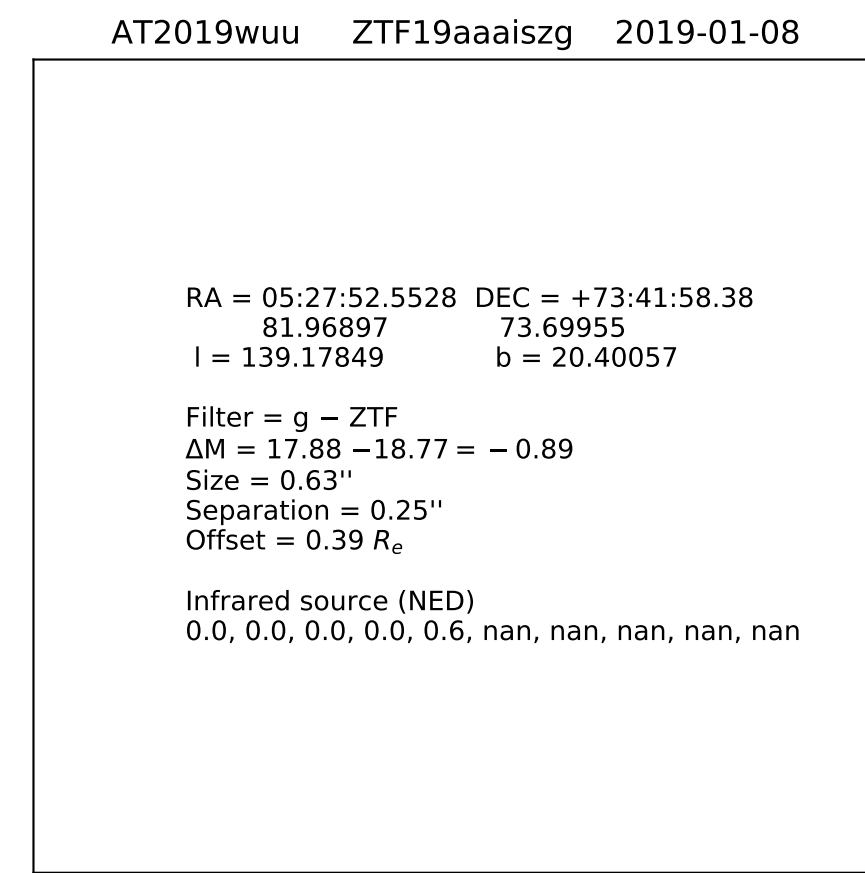 AT2019wuu ZTF19aaaiszg 2019-01-08
RA = 05:27:52.5528 DEC = +73:41:58.38
81.96897 73.69955
l = 139.17849 b = 20.40057
Filter = g − ZTF
ΔM = 17.88 −18.77 = − 0.89
Size = 0.63''
Separation = 0.25''
Offset = 0.39 Re
Infrared source (NED)
0.0, 0.0, 0.0, 0.0, 0.6, nan, nan, nan, nan, nan